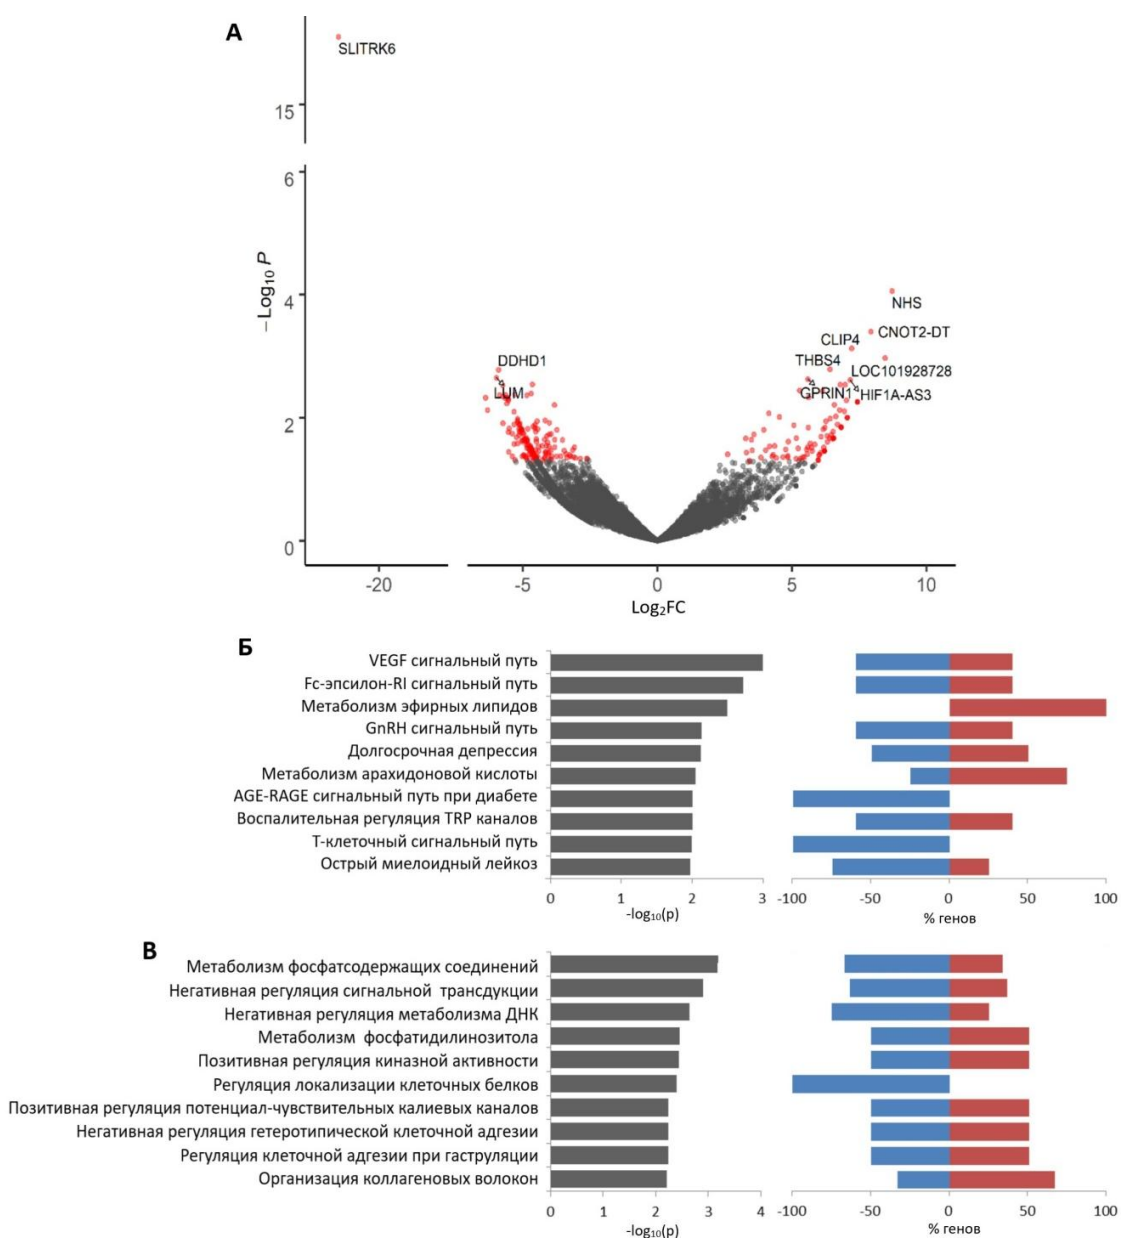 А
SLITRK6
15
6
4
2
0
−Log10 P
NHS
CNOT2-DT
CLIP4
THBS4
LOC101928728
GPRIN1
HIF1A-AS3
DDHD1
LUM
-20
-5
0
5
10
Log2FC
Б
VEGF сигнальный путь
Fc-эпсилон-RI сигнальный путь
Метаболизм эфирных липидов
GnRH сигнальный путь
Долгосрочная депрессия
Метаболизм арахидоновой кислоты
AGE-RAGE сигнальный путь при диабете
Воспалительная регуляция TRP каналов
Т-клеточный сигнальный путь
Острый миелоидный лейкоз
0 1 2 3
-log10(p)
-100 -50 0 50 100
% генов
В
Метаболизм фосфатсодержащих соединений
Негативная регуляция сигнальной трансдукции
Негативная регуляция метаболизма ДНК
Метаболизм фосфатидилинозитола
Позитивная регуляция киназной активности
Регуляция локализации клеточных белков
Позитивная регуляция потенциал-чувствительных калиевых каналов
Негативная регуляция гетеротипической клеточной адгезии
Регуляция клеточной адгезии при гаструляции
Организация коллагеновых волокон
0 1 2 3 4
-log10(p)
-100 -50 0 50 100
% генов